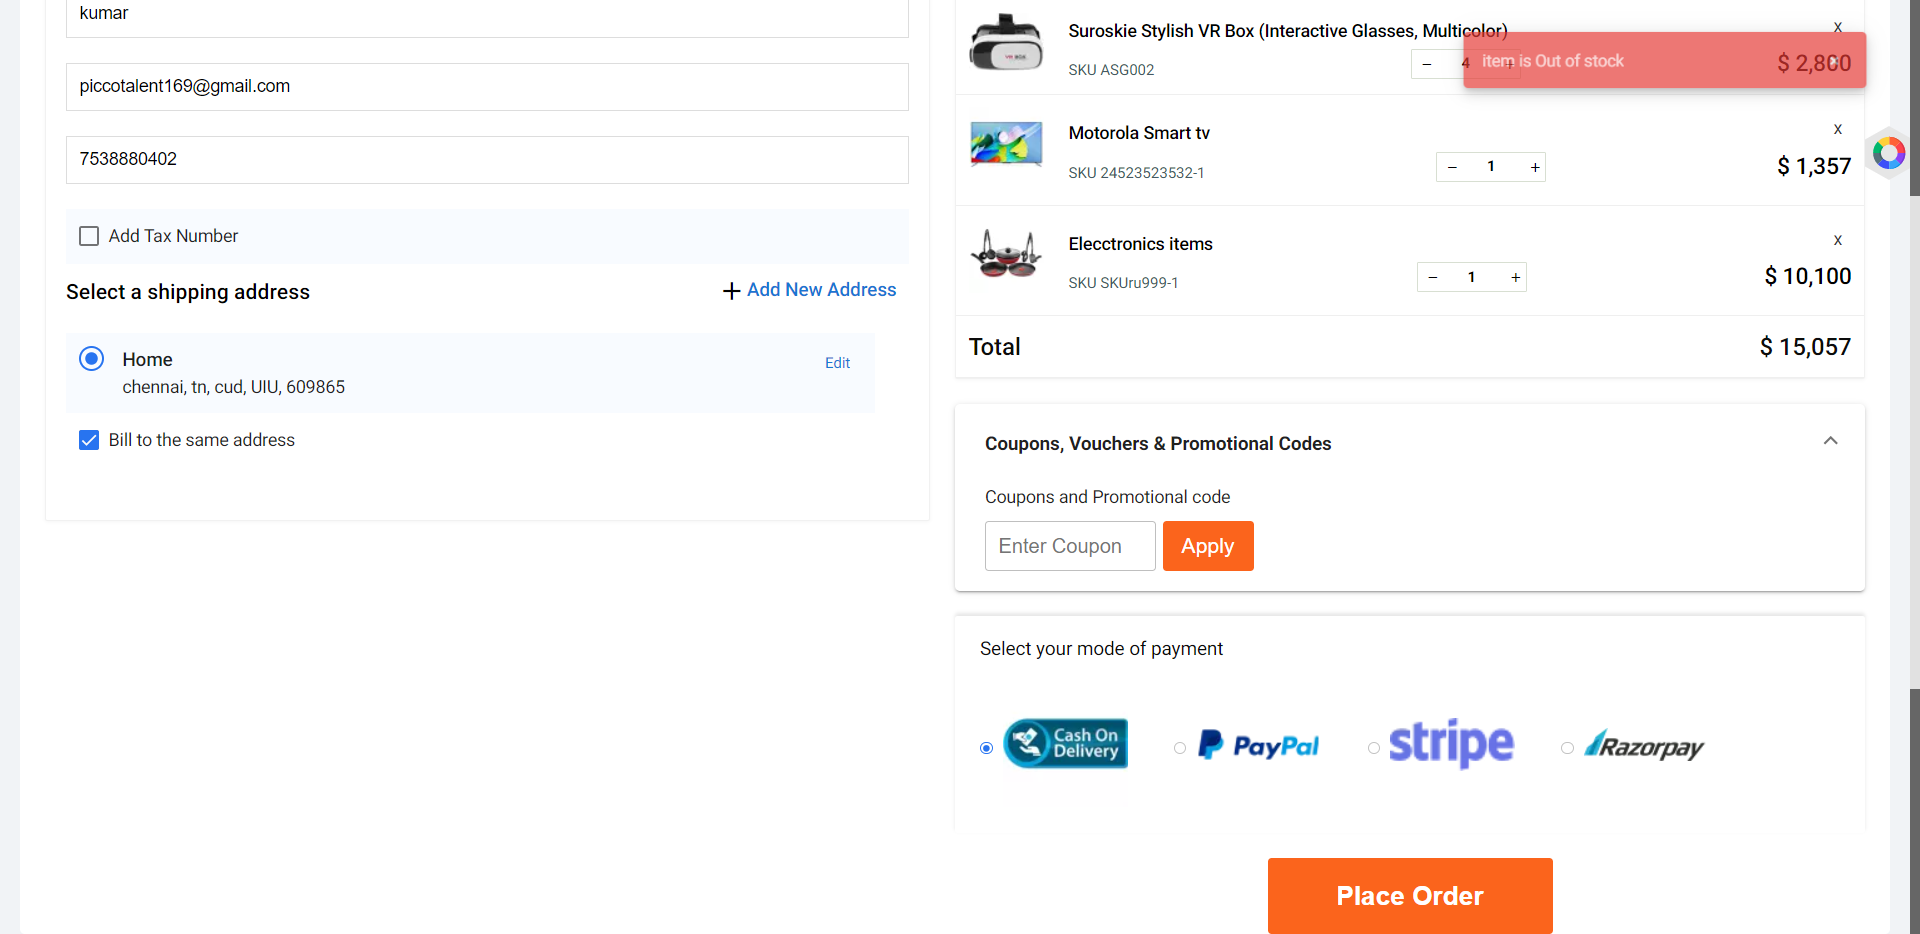 kumar
piccotalent169@gmail.com
7538880402
Add Tax Number
Select a shipping address
+ Add New Address
Home
Edit
chennai, tn, cud, UIU, 609865
Bill to the same address
Suroskie Stylish VR Box (Interactive Glasses, Multicolor)
x
SKU ASG002
− 4 +
item is Out of stock
$ 2,800
Motorola Smart tv
x
SKU 24523523532-1
− 1 +
$ 1,357
Elecctronics items
x
SKU SKUru999-1
− 1 +
$ 10,100
Total
$ 15,057
Coupons, Vouchers & Promotional Codes
Coupons and Promotional code
Enter Coupon
Apply
Select your mode of payment
Cash On
Delivery
PayPal
stripe
Razorpay
Place Order